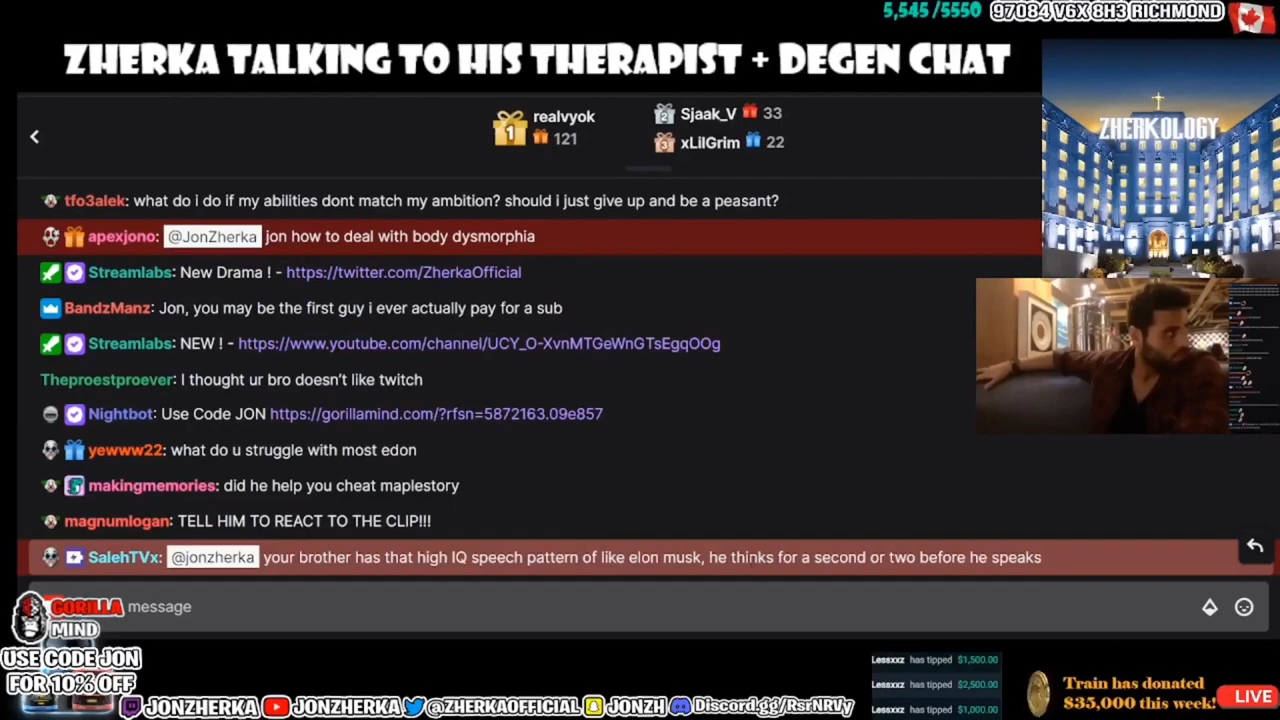 5,545 /5550
97084 V6X 8H3 RICHMOND
ZHERKA TALKING TO HIS THERAPIST + DEGEN CHAT
ZHERKOLO6Y
1 realvyok
121
2 Sjaak_V 33
3 xLilGrim 22
tfo3alek: what do i do if my abilities dont match my ambition? should i just give up and be a peasant?
apexjono: @JonZherka jon how to deal with body dysmorphia
Streamlabs: New Drama ! - https://twitter.com/ZherkaOfficial
BandzManz: Jon, you may be the first guy i ever actually pay for a sub
Streamlabs: NEW ! - https://www.youtube.com/channel/UCY_O-XvnMTGeWnGTsEgqOOg
Theproestproever: I thought ur bro doesn't like twitch
Nightbot: Use Code JON https://gorillamind.com/?rfsn=5872163.09e857
yewww22: what do u struggle with most edon
makingmemories: did he help you cheat maplestory
magnumlogan: TELL HIM TO REACT TO THE CLIP!!!
SalehTVx: @jonzherka your brother has that high IQ speech pattern of like elon musk, he thinks for a second or two before he speaks
message
GORILLA
MIND
USE CODE JON
FOR 10% OFF
Lessxxz has tipped $1,500.00
Lessxxz has tipped $2,500.00
Lessxxz has tipped $1,000.00
Train has donated
$35,000 this week!
LIVE
JONZHERKA JONZHERKA @ZHERKAOFFICIAL JONZH Discord.gg/RsrNRVy